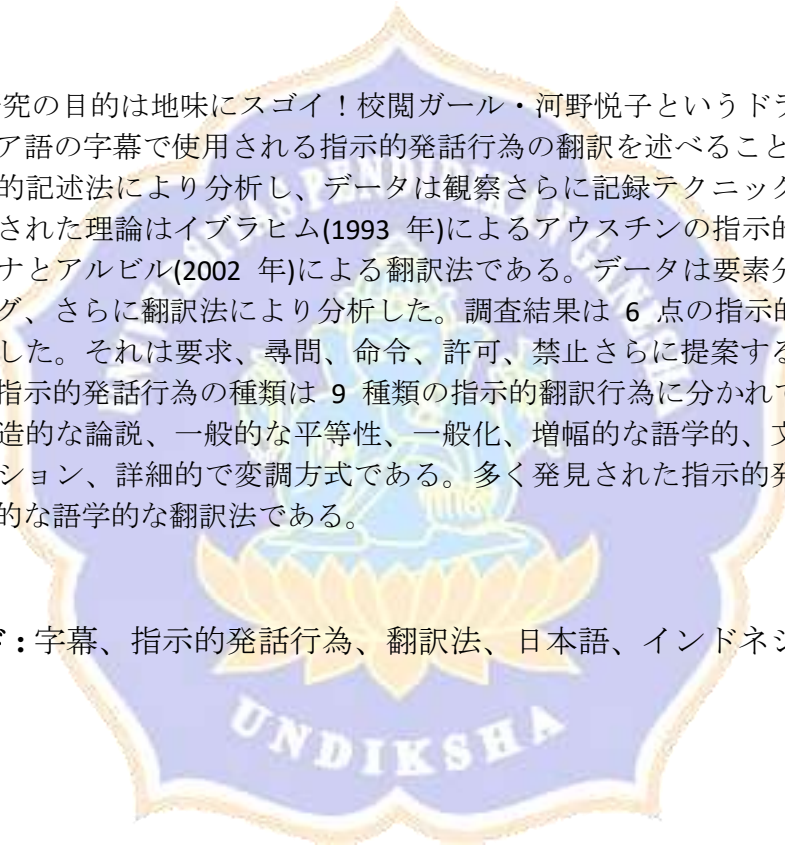 究の目的は地味にスゴイ！校閲ガール・河野悦子というドラ
ア語の字幕で使用される指示的発話行為の翻訳を述べること
的記述法により分析し、データは観察さらに記録テクニック
された理論はイブラヒム(1993 年)によるアウスチンの指示的
ナとアルビル(2002 年)による翻訳法である。データは要素分
グ、さらに翻訳法により分析した。調査結果は 6 点の指示的
した。それは要求、尋問、命令、許可、禁止さらに提案する
指示的発話行為の種類は 9 種類の指示的翻訳行為に分かれて
造的な論説、一般的な平等性、一般化、増幅的な語学的、文
ション、詳細的で変調方式である。多く発見された指示的発
的な語学的な翻訳法である。
ド : 字幕、指示的発話行為、翻訳法、日本語、インドネシ
UNIVERSITAS PENDIDIKAN GANESHA
UNDIKSHA